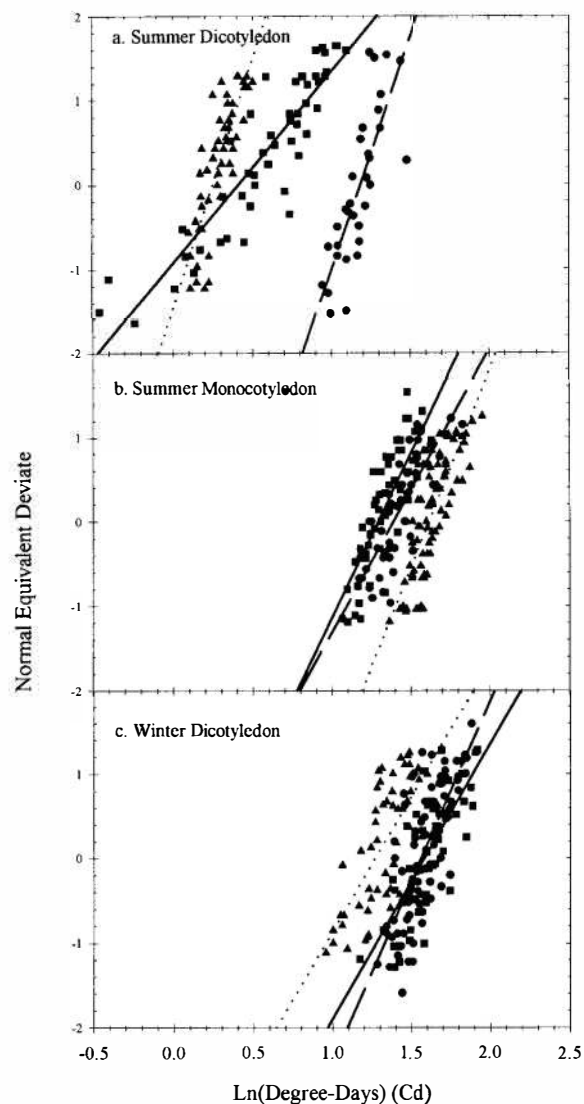 2
a. Summer Dicotyledon
1
0
-1
-2
b. Summer Monocotyledon
1
0
-1
-2
c. Winter Dicotyledon
1
0
-1
-2
Normal Equivalent Deviate
-0.5 0.0 0.5 1.0 1.5 2.0 2.5
Ln(Degree-Days) (Cd)